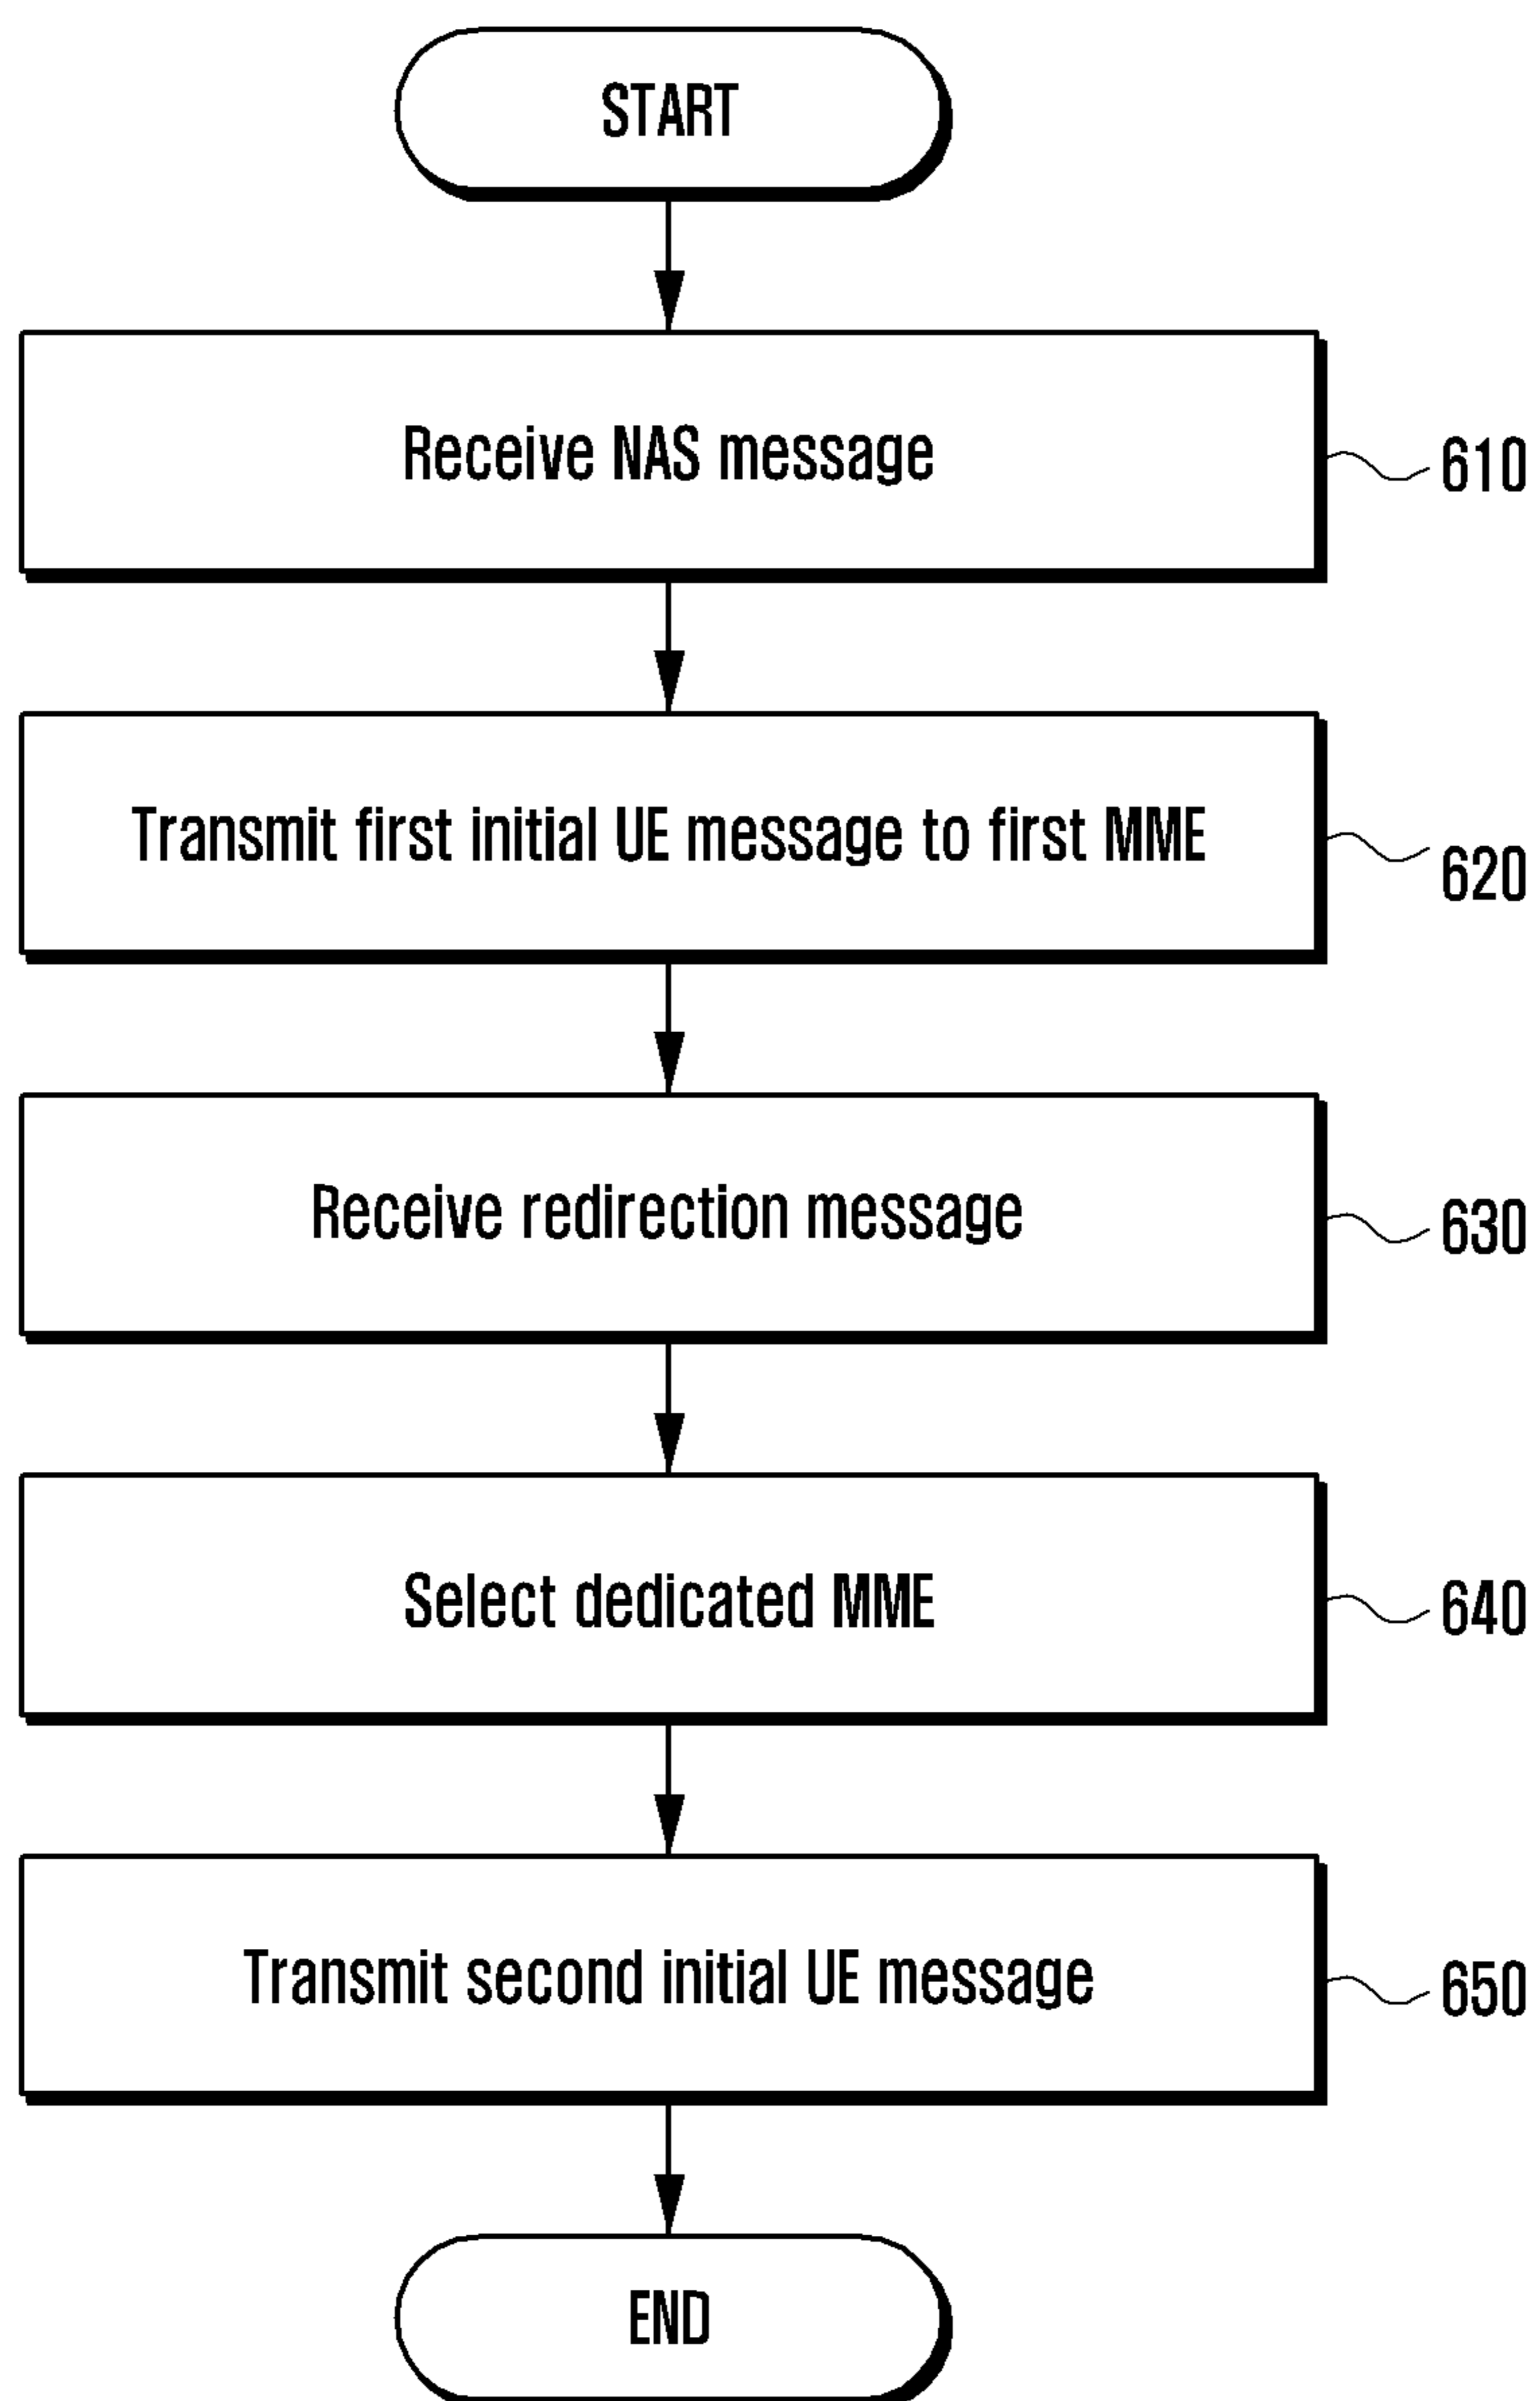 START
Receive NAS message
610
Transmit first initial UE message to first MME
620
Receive redirection message
630
Select dedicated MME
640
Transmit second initial UE message
650
END